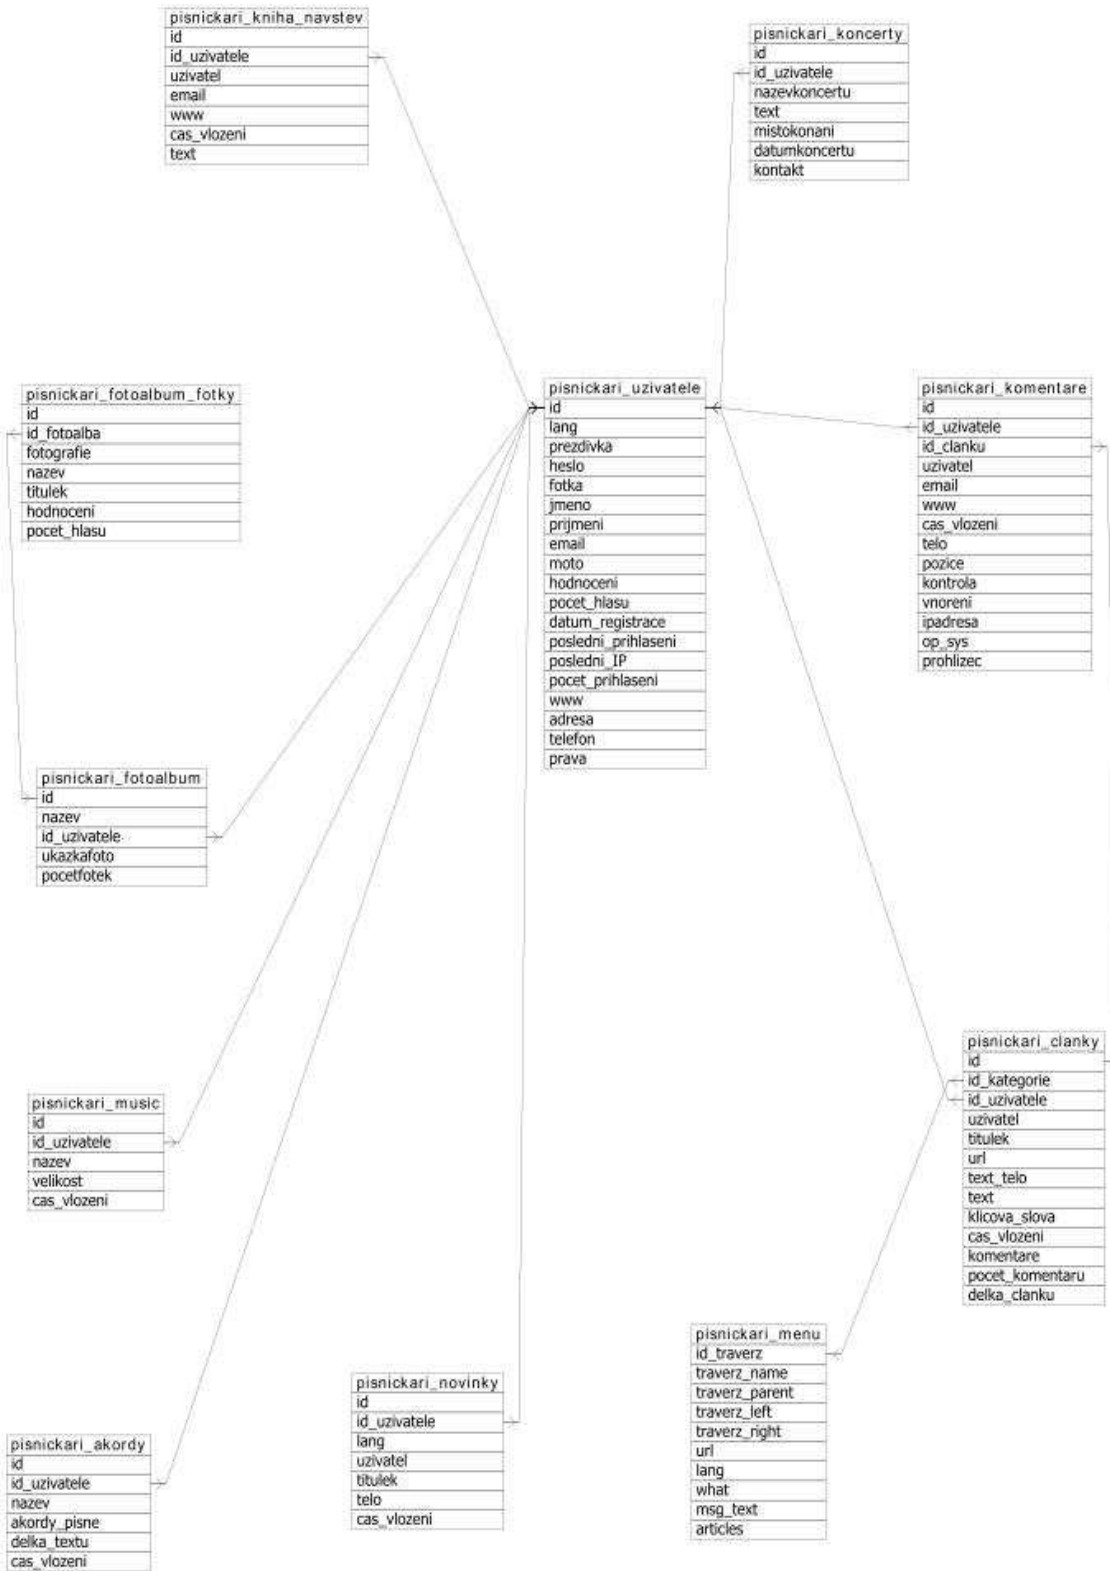 pisnickari_kniha_navstev
id
id_uzivatele
uzivatel
email
www
cas_vlozeni
text
pisnickari_koncerty
id
id_uzivatele
nazevkoncertu
text
mistokonani
datumkoncertu
kontakt
pisnickari_fotoalbum_fotky
id
id_fotoalba
fotografie
nazev
titulek
hodnoceni
pocet_hlasu
pisnickari_uzivatele
id
lang
prezdivka
heslo
fotka
jmeno
prijmeni
email
moto
hodnoceni
pocet_hlasu
datum_registrace
posledni_prihlaseni
posledni_IP
pocet_prihlaseni
www
adresa
telefon
prava
pisnickari_komentare
id
id_uzivatele
id_clanku
uzivatel
email
www
cas_vlozeni
telo
pozice
kontrola
vnoreni
ipadresa
op_sys
prohlizec
pisnickari_fotoalbum
id
nazev
id_uzivatele
ukazkafoto
pocetfotek
pisnickari_clanky
id
id_kategorie
id_uzivatele
uzivatel
titulek
url
text_telo
text
klicova_slova
cas_vlozeni
komentare
pocet_komentaru
delka_clanku
pisnickari_music
id
id_uzivatele
nazev
velikost
cas_vlozeni
pisnickari_menu
id_traverz
traverz_name
traverz_parent
traverz_left
traverz_right
url
lang
what
msg_text
articles
pisnickari_novinky
id
id_uzivatele
lang
uzivatel
titulek
telo
cas_vlozeni
pisnickari_akordy
id
id_uzivatele
nazev
akordy_pisne
delka_textu
cas_vlozeni